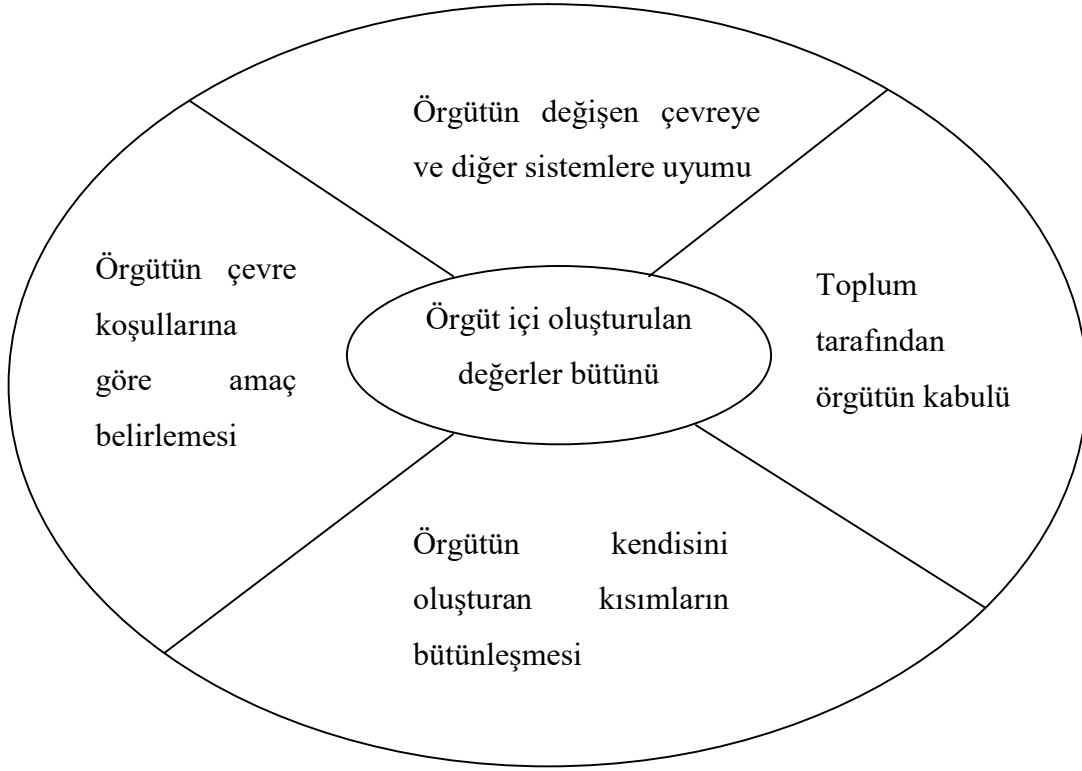 Örgütün değişen çevreye
ve diğer sistemlere uyumu
Örgütün çevre
koşullarına
göre amaç
belirlemesi
Örgüt içi oluşturulan
değerler bütünü
Toplum
tarafından
örgütün kabulü
Örgütün kendisini
oluşturan kısımların
bütünleşmesi